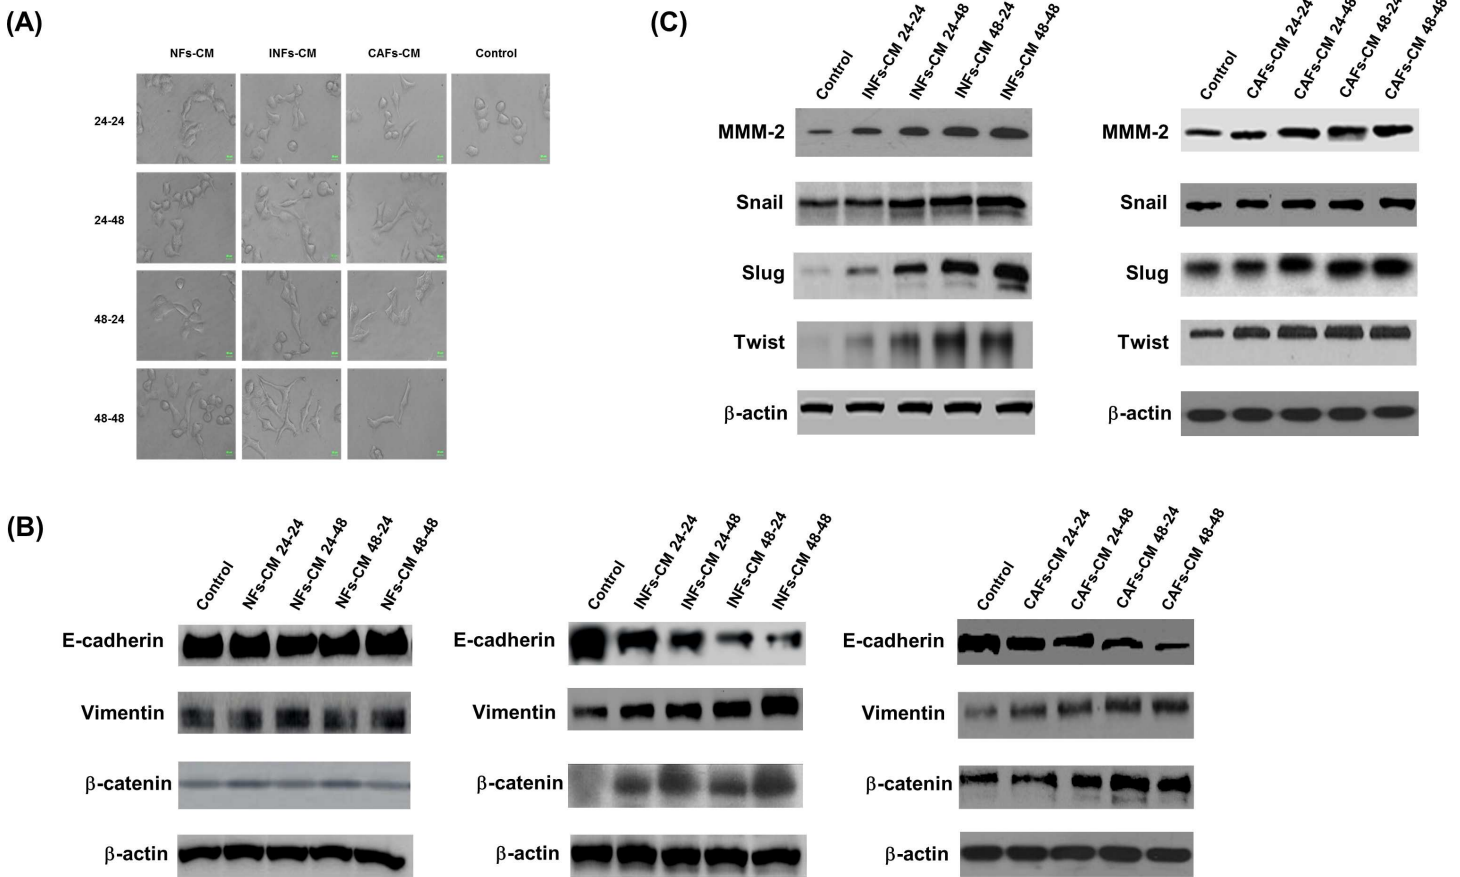 (A)
NFs-CM INFs-CM CAFs-CM Control
24-24
24-48
48-24
48-48
(B)
Control NFs-CM 24-24 NFs-CM 24-48 NFs-CM 48-24 NFs-CM 48-48
E-cadherin
Vimentin
β-catenin
β-actin
Control INFs-CM 24-24 INFs-CM 24-48 INFs-CM 48-24 INFs-CM 48-48
E-cadherin
Vimentin
β-catenin
β-actin
Control CAFs-CM 24-24 CAFs-CM 24-48 CAFs-CM 48-24 CAFs-CM 48-48
E-cadherin
Vimentin
β-catenin
β-actin
(C)
Control INFs-CM 24-24 INFs-CM 24-48 INFs-CM 48-24 INFs-CM 48-48
MMM-2
Snail
Slug
Twist
β-actin
Control CAFs-CM 24-24 CAFs-CM 24-48 CAFs-CM 48-24 CAFs-CM 48-48
MMM-2
Snail
Slug
Twist
β-actin